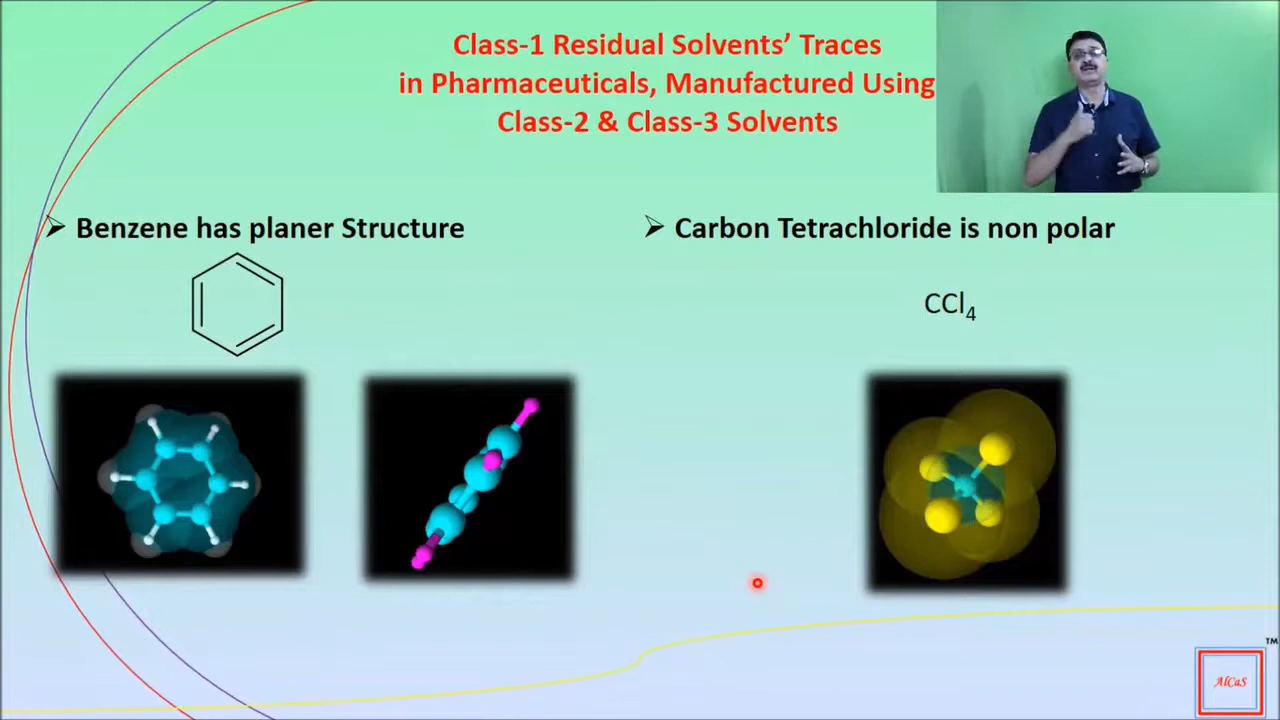 Class-1 Residual Solvents’ Traces
in Pharmaceuticals, Manufactured Using
Class-2 & Class-3 Solvents
➢ Benzene has planer Structure
➢ Carbon Tetrachloride is non polar
CCl₄
TM
AlCaS